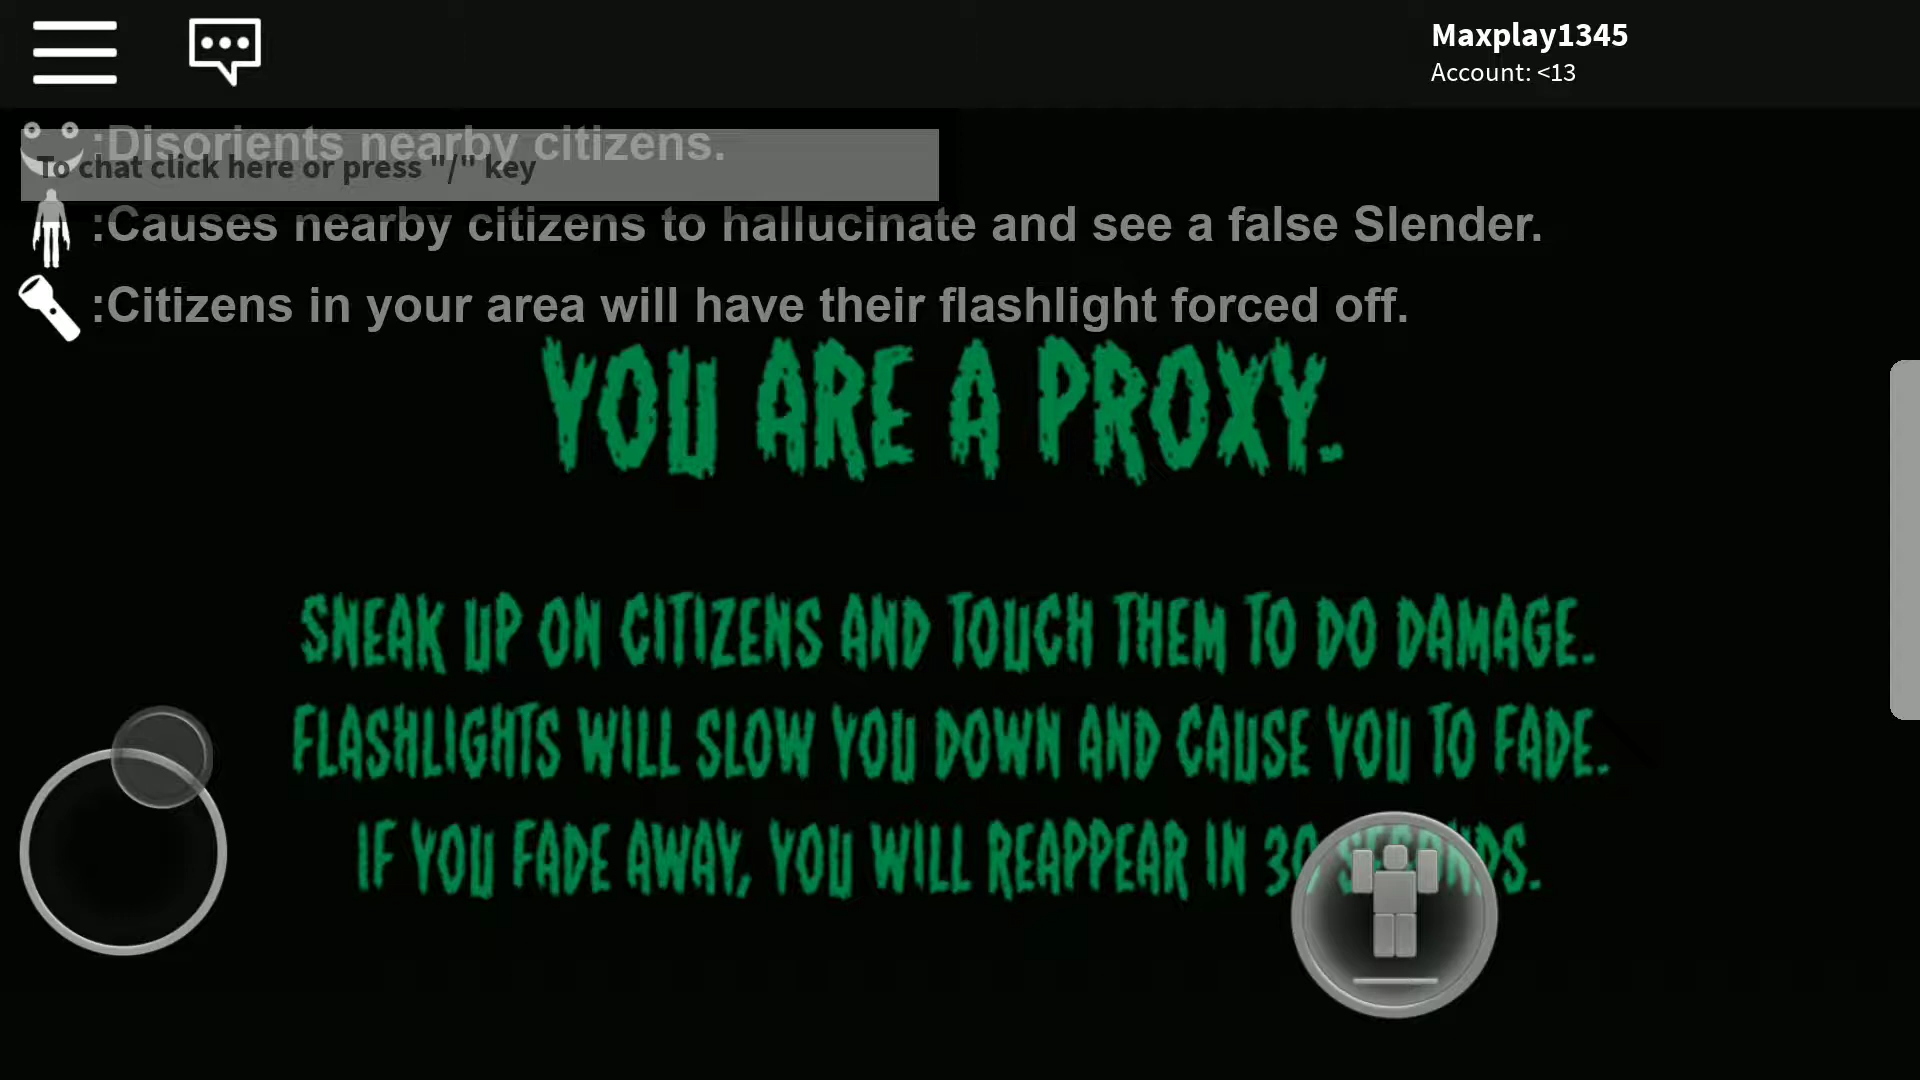 Maxplay1345
Account: <13
:Disorients nearby citizens.
To chat click here or press "/" key
:Causes nearby citizens to hallucinate and see a false Slender.
:Citizens in your area will have their flashlight forced off.
YOU ARE A PROXY.
SNEAK UP ON CITIZENS AND TOUCH THEM TO DO DAMAGE.
FLASHLIGHTS WILL SLOW YOU DOWN AND CAUSE YOU TO FADE.
IF YOU FADE AWAY, YOU WILL REAPPEAR IN 30 SECONDS.